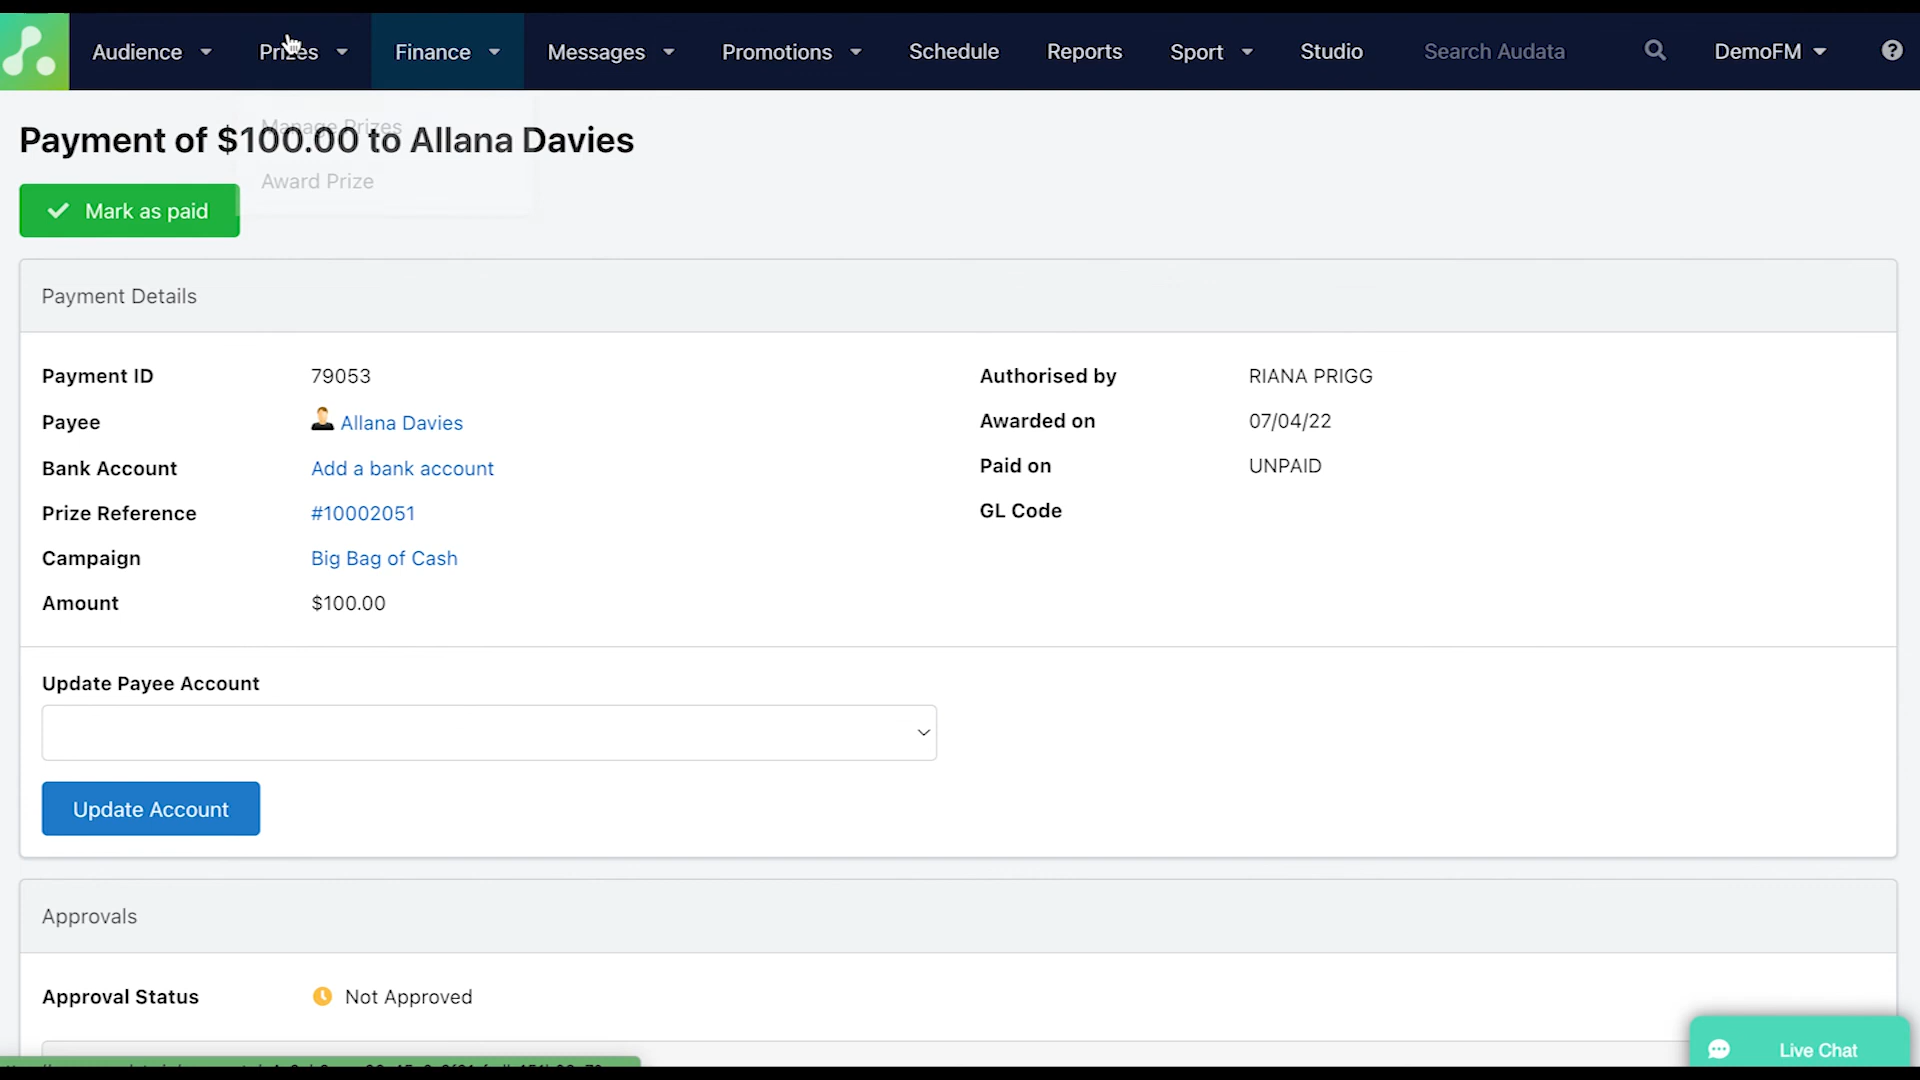 Audience Prizes Finance Messages Promotions Schedule Reports Sport Studio Search Audata DemoFM
Manage Prizes
Payment of $100.00 to Allana Davies
Award Prize
Mark as paid
Payment Details
Payment ID 79053 Authorised by RIANA PRIGG
Payee Allana Davies Awarded on 07/04/22
Bank Account Add a bank account Paid on UNPAID
Prize Reference #10002051 GL Code
Campaign Big Bag of Cash
Amount $100.00
Update Payee Account
Update Account
Approvals
Approval Status Not Approved
Live Chat